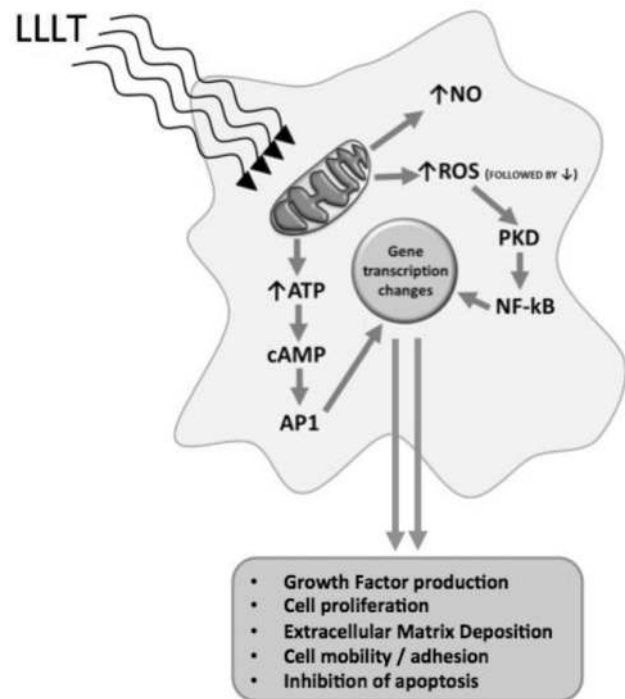 LLLT
↑NO
↑ROS (FOLLOWED BY ↓)
PKD
NF-kB
Gene
transcription
changes
↑ATP
cAMP
AP1
• Growth Factor production
• Cell proliferation
• Extracellular Matrix Deposition
• Cell mobility / adhesion
• Inhibition of apoptosis